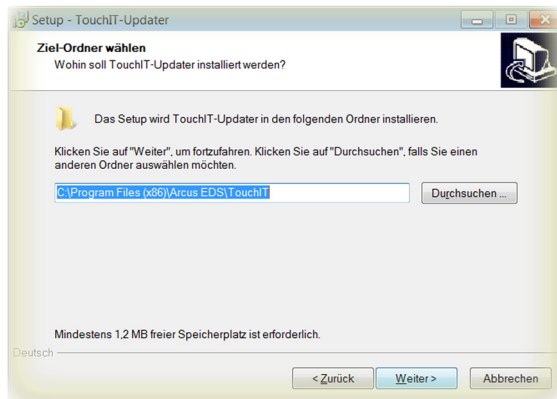 Setup - TouchIT-Updater
Ziel-Ordner wählen
Wohin soll TouchIT-Updater installiert werden?
Das Setup wird TouchIT-Updater in den folgenden Ordner installieren.
Klicken Sie auf "Weiter", um fortzufahren. Klicken Sie auf "Durchsuchen", falls Sie einen
anderen Ordner auswählen möchten.
C:\Program Files (x86)\Arcus EDS\TouchIT
Durchsuchen ...
Mindestens 1,2 MB freier Speicherplatz ist erforderlich.
Deutsch
< Zurück
Weiter >
Abbrechen